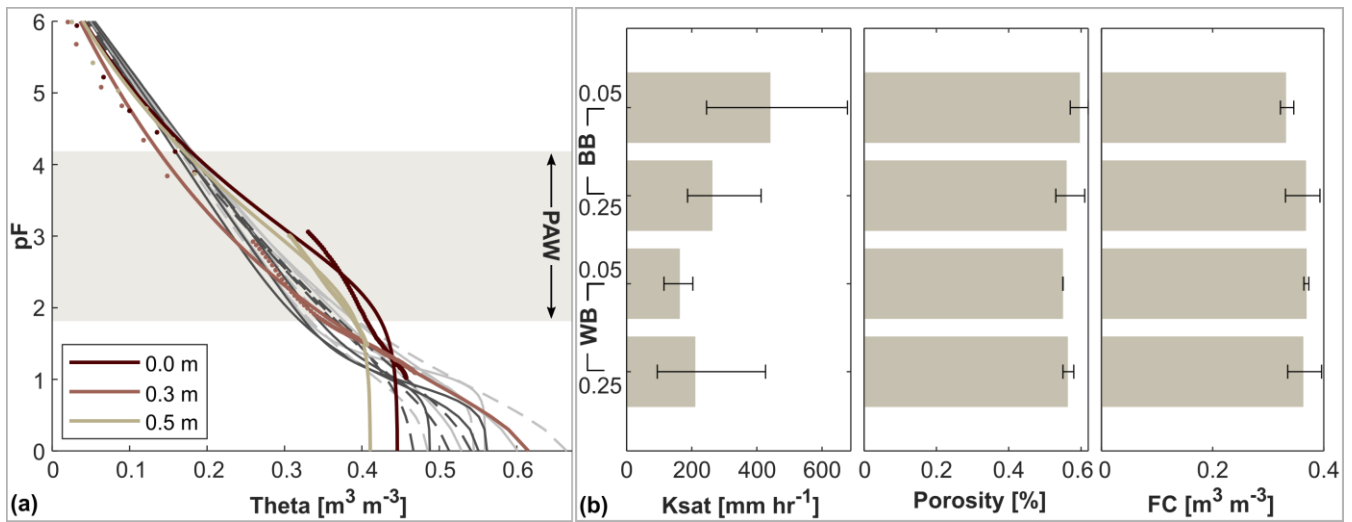 6
5
4
3
2
1
0
pF
PAW
0.0 m
0.3 m
0.5 m
0
0.1
0.2
0.3
0.4
0.5
0.6
Theta [m³ m⁻³]
(a)
0.05
BB
0.25
0.05
WB
0.25
0
200
400
600
Ksat [mm hr⁻¹]
0
0.2
0.4
0.6
Porosity [%]
0
0.2
0.4
FC [m³ m⁻³]
(b)